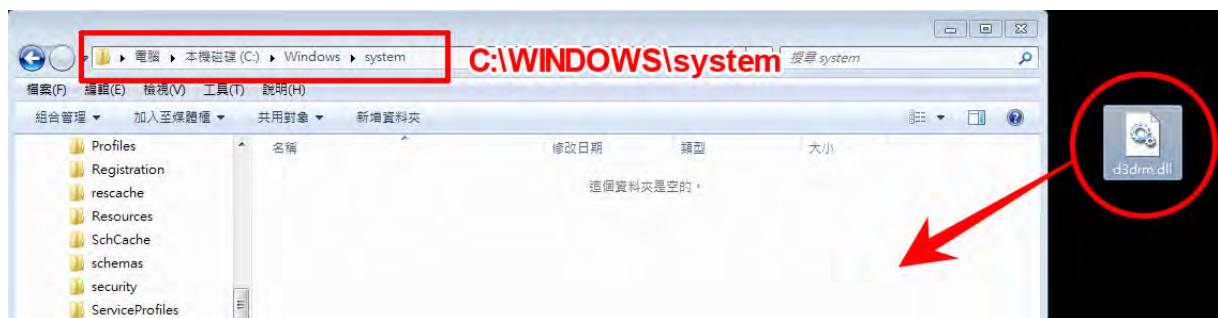 電腦 ▸ 本機磁碟 (C:) ▸ Windows ▸ system
C:\WINDOWS\system
搜尋 system
檔案(F) 編輯(E) 檢視(V) 工具(T) 說明(H)
組合管理 ▼ 加入至媒體櫃 ▼ 共用對象 ▼ 新增資料夾
名稱 修改日期 類型 大小
這個資料夾是空的。
Profiles
Registration
rescache
Resources
SchCache
schemas
security
ServiceProfiles
d3drm.dll